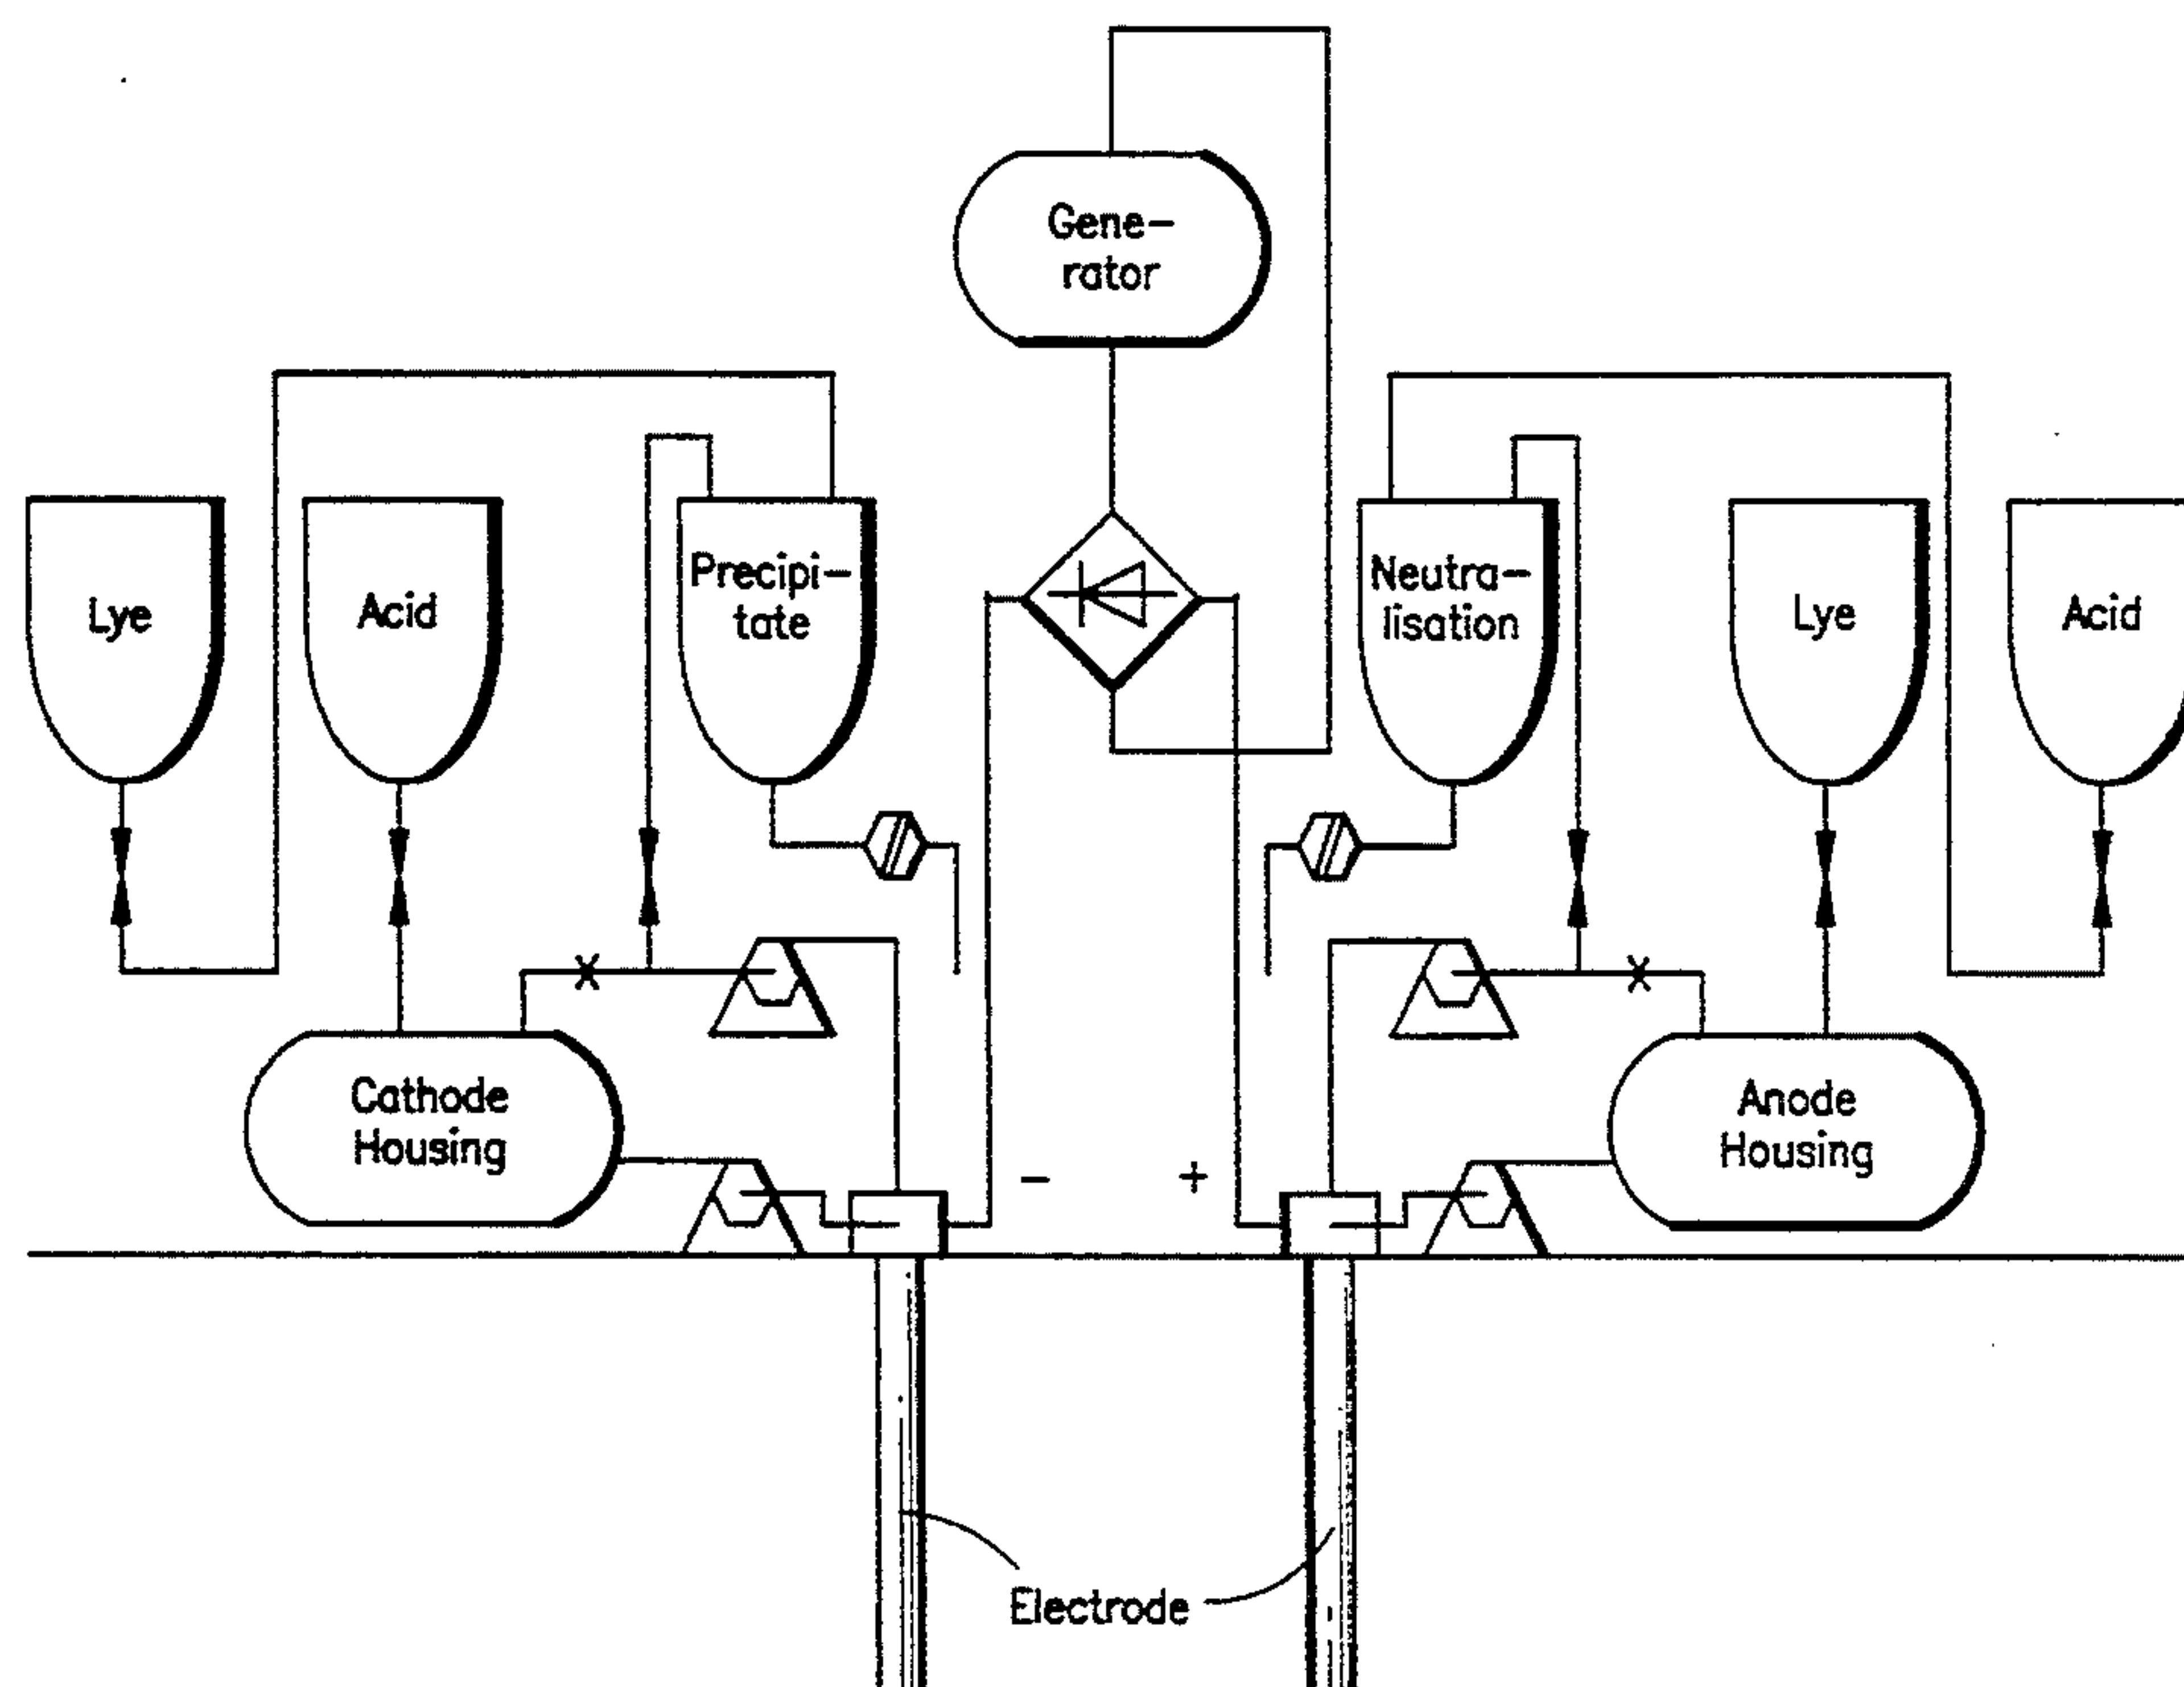 Gene-
rator
Lye
Acid
Precipi-
tate
Neutra-
lisation
Lye
Acid
Cathode
Housing
Anode
Housing
- +
Electrode